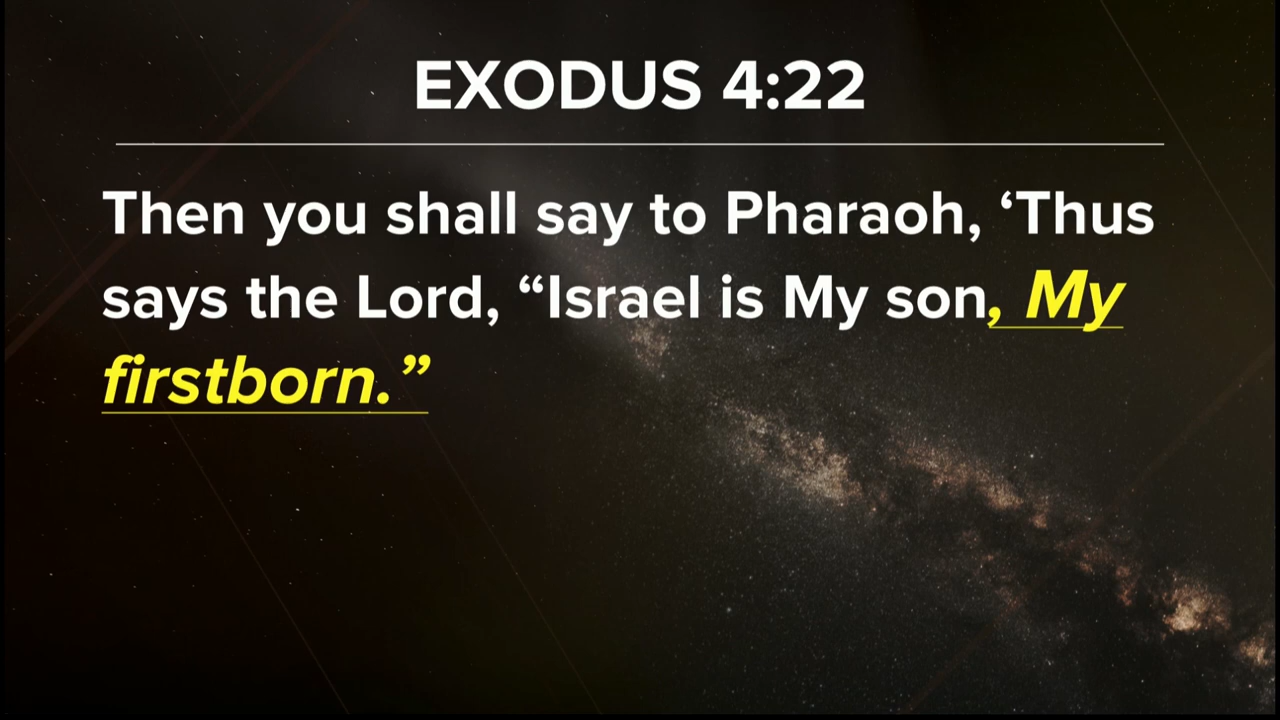 EXODUS 4:22
Then you shall say to Pharaoh, ‘Thus
says the Lord, “Israel is My son, My
firstborn.”